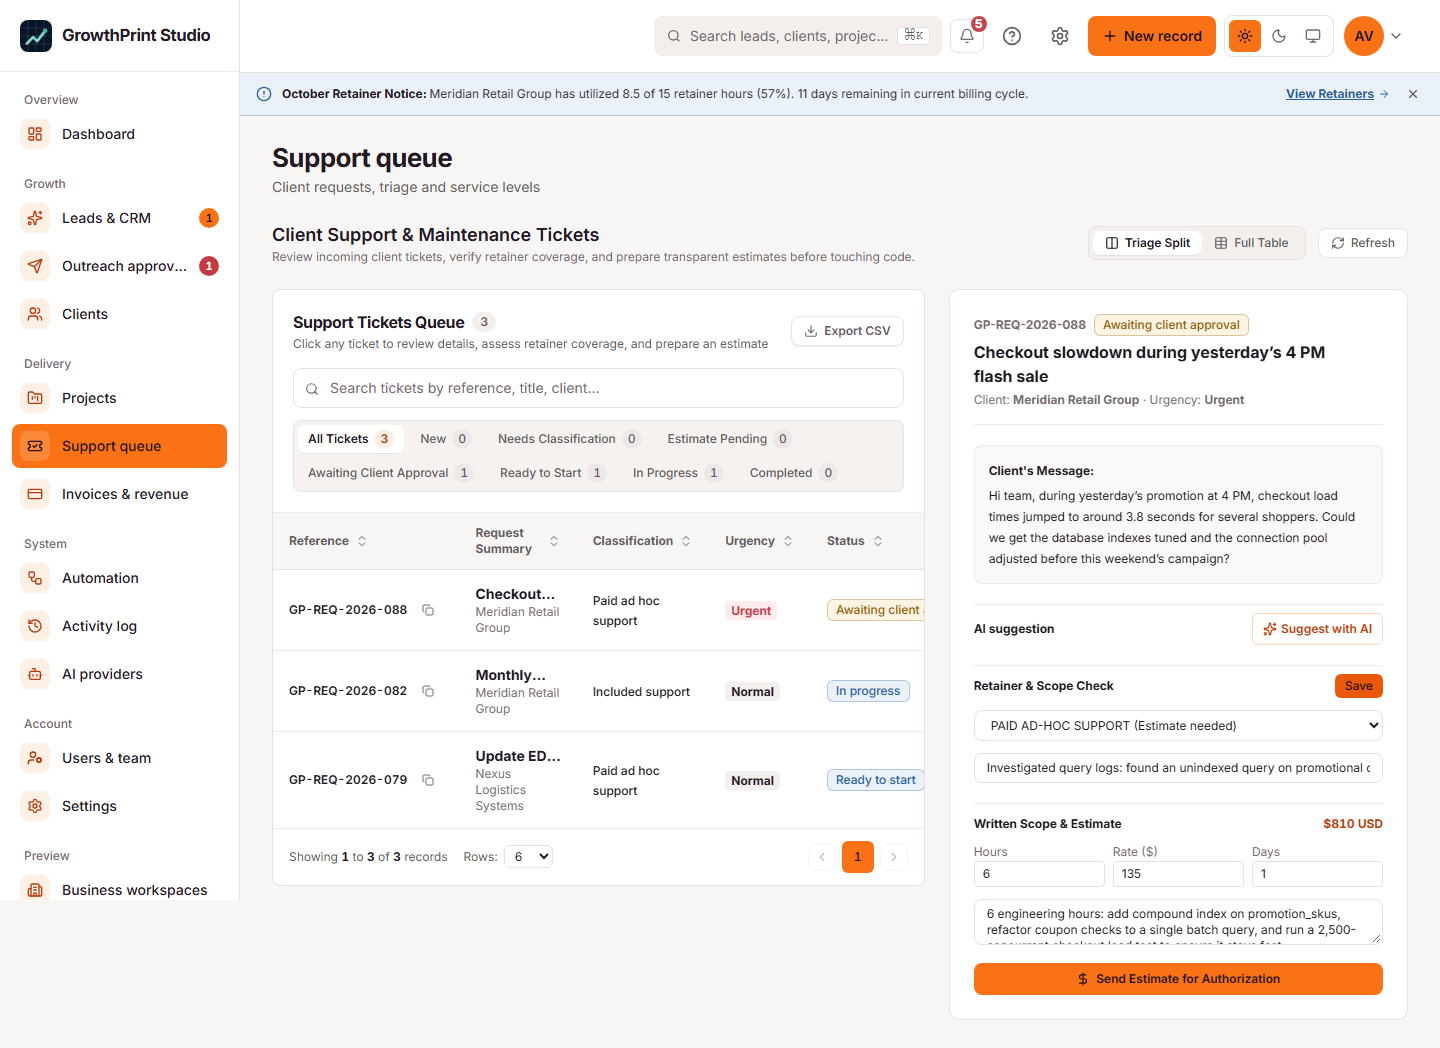 GrowthPrint Studio
Search leads, clients, projec...
⌘K
5
New record
AV
October Retainer Notice: Meridian Retail Group has utilized 8.5 of 15 retainer hours (57%). 11 days remaining in current billing cycle.
View Retainers
Overview
Dashboard
Growth
Leads & CRM
1
Outreach approv...
1
Clients
Delivery
Projects
Support queue
Invoices & revenue
System
Automation
Activity log
AI providers
Account
Users & team
Settings
Preview
Business workspaces
Support queue
Client requests, triage and service levels
Client Support & Maintenance Tickets
Review incoming client tickets, verify retainer coverage, and prepare transparent estimates before touching code.
Triage Split
Full Table
Refresh
Support Tickets Queue 3
Click any ticket to review details, assess retainer coverage, and prepare an estimate
Export CSV
Search tickets by reference, title, client...
All Tickets 3 New 0 Needs Classification 0 Estimate Pending 0
Awaiting Client Approval 1 Ready to Start 1 In Progress 1 Completed 0
Reference
Request
Summary
Classification
Urgency
Status
GP-REQ-2026-088
Checkout...
Meridian Retail
Group
Paid ad hoc
support
Urgent
Awaiting client
GP-REQ-2026-082
Monthly...
Meridian Retail
Group
Included support
Normal
In progress
GP-REQ-2026-079
Update ED...
Nexus
Logistics
Systems
Paid ad hoc
support
Normal
Ready to start
Showing 1 to 3 of 3 records
Rows: 6
1
GP-REQ-2026-088 Awaiting client approval
Checkout slowdown during yesterday’s 4 PM
flash sale
Client: Meridian Retail Group · Urgency: Urgent
Client's Message:
Hi team, during yesterday’s promotion at 4 PM, checkout load
times jumped to around 3.8 seconds for several shoppers. Could
we get the database indexes tuned and the connection pool
adjusted before this weekend’s campaign?
AI suggestion
Suggest with AI
Retainer & Scope Check
Save
PAID AD-HOC SUPPORT (Estimate needed)
Investigated query logs: found an unindexed query on promotional
Written Scope & Estimate
$810 USD
Hours
Rate ($)
Days
6
135
1
6 engineering hours: add compound index on promotion_skus,
refactor coupon checks to a single batch query, and run a 2,500-
Send Estimate for Authorization